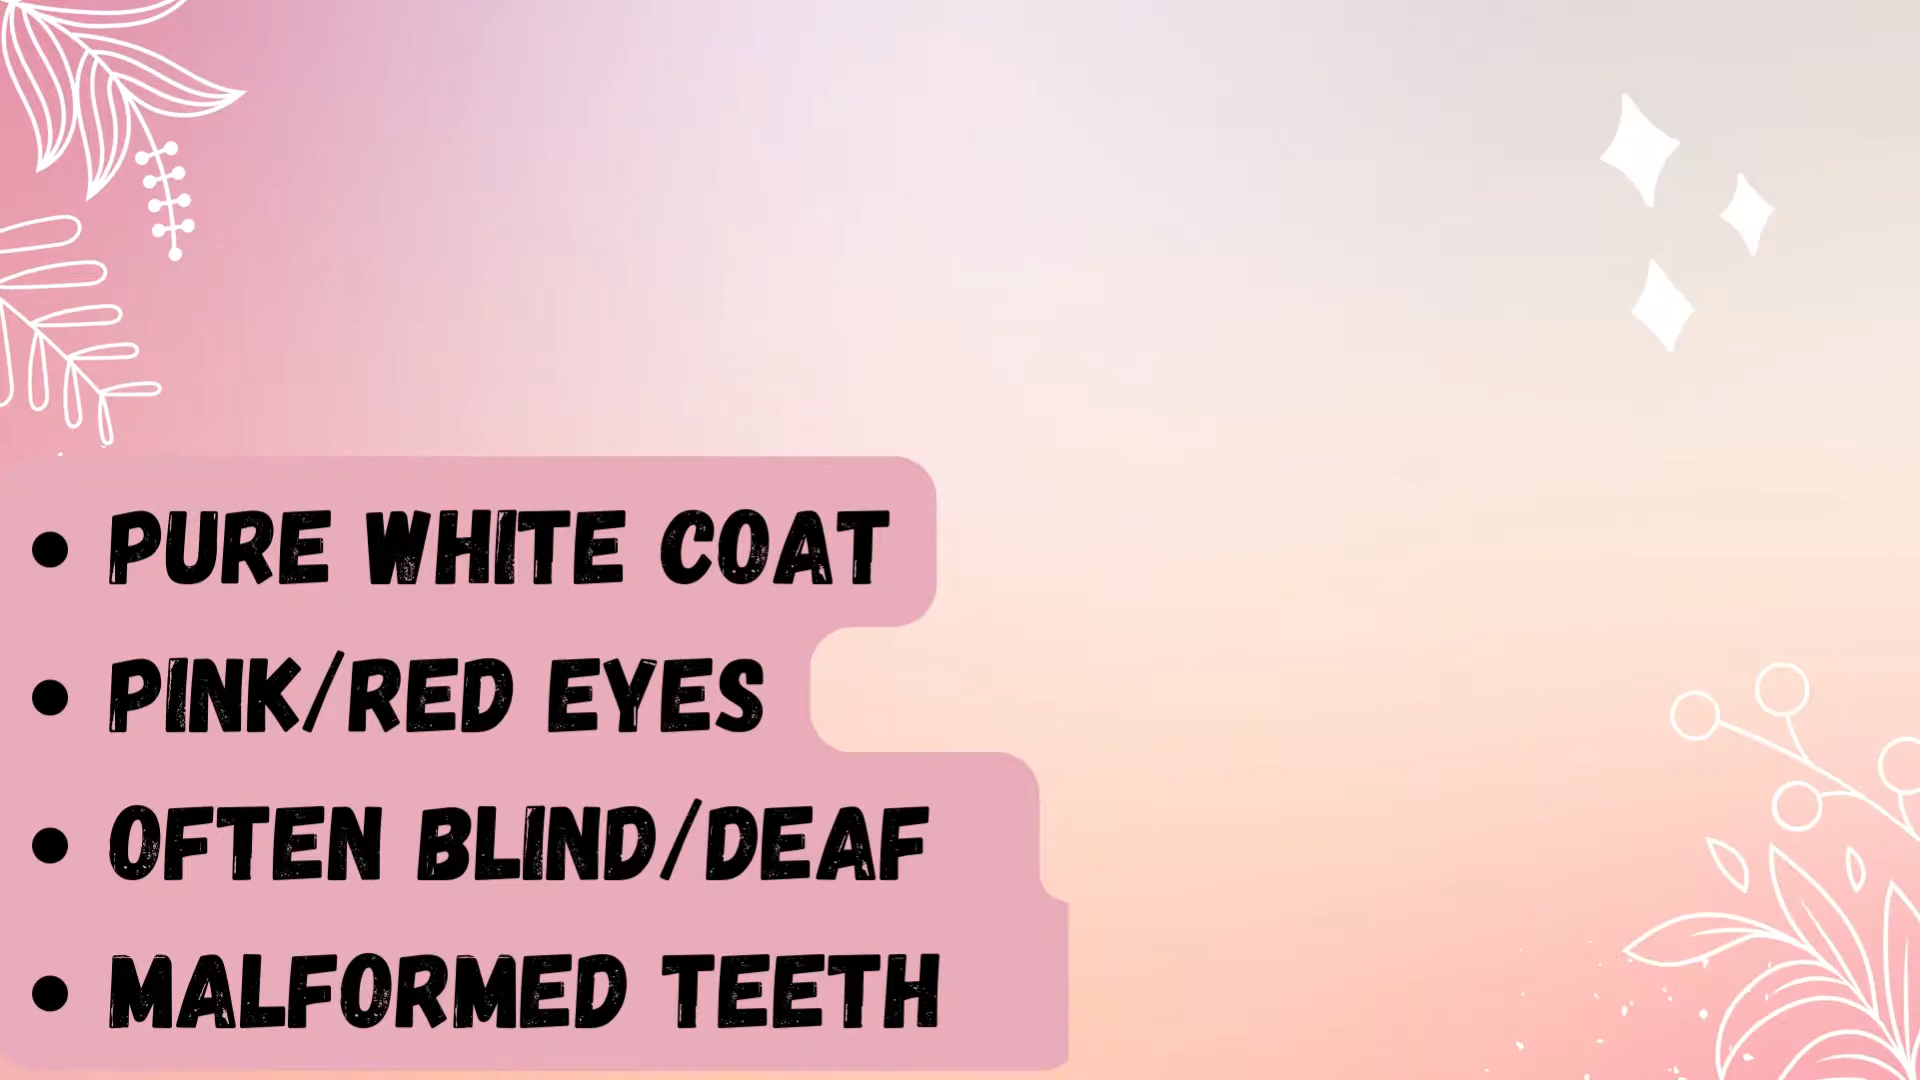 • PURE WHITE COAT
• PINK/RED EYES
• OFTEN BLIND/DEAF
• MALFORMED TEETH